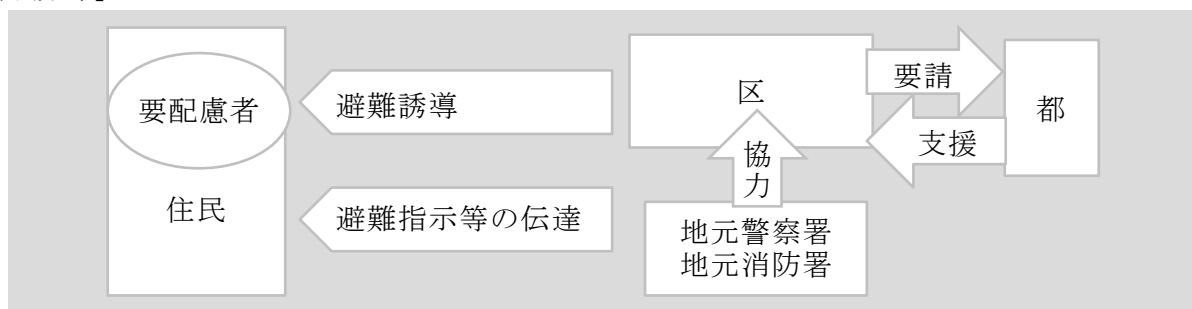 要配慮者
住民
避難誘導
避難指示等の伝達
区
協力
地元警察署
地元消防署
要請
支援
都